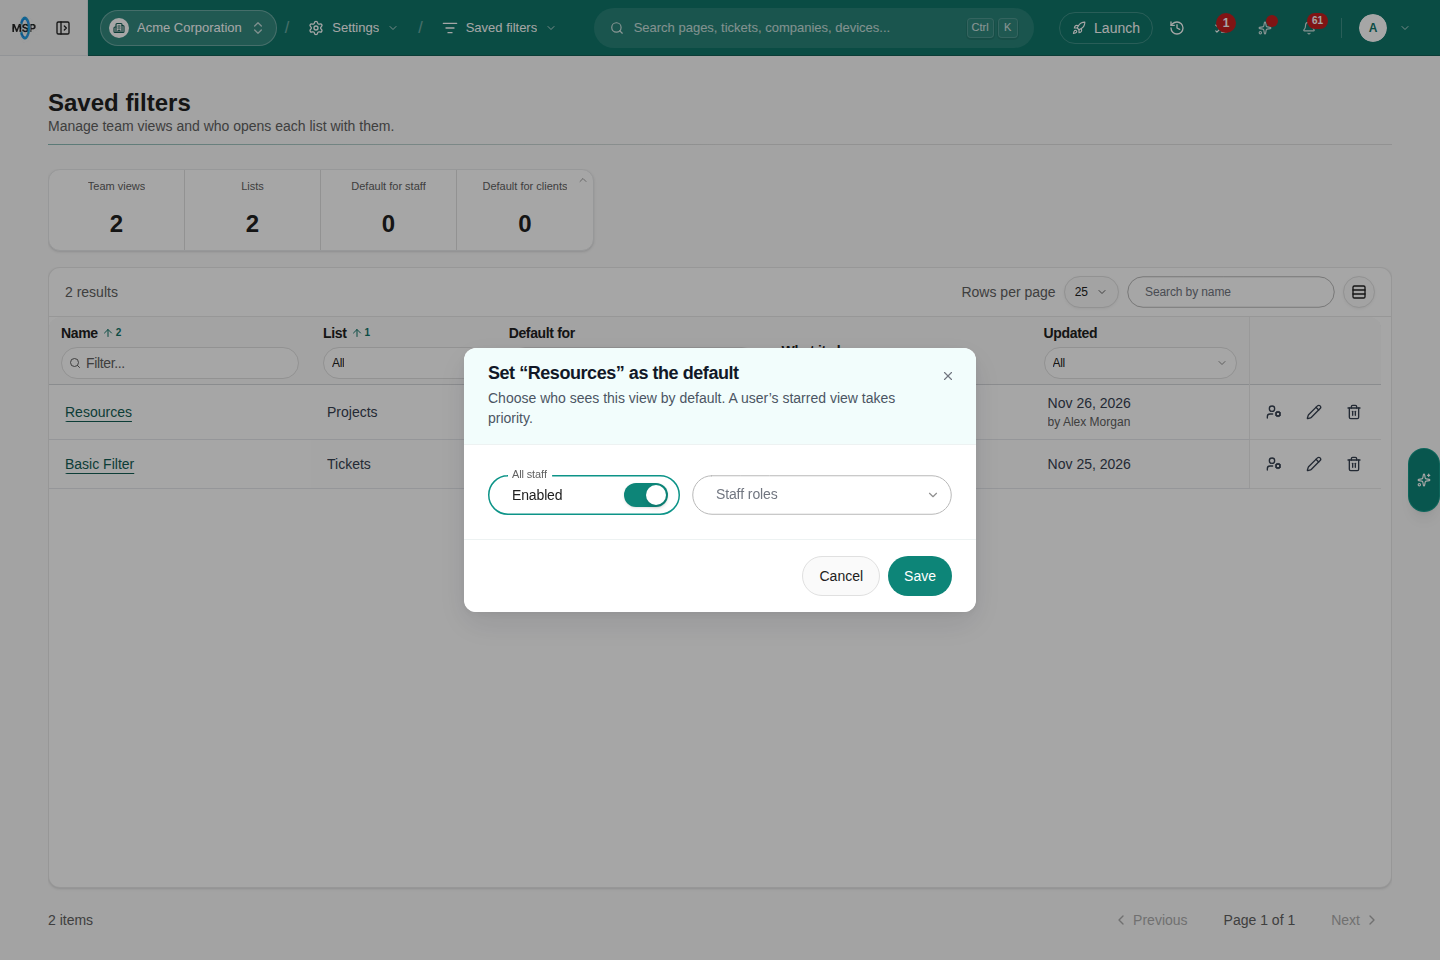 MSP
Acme Corporation / Settings / Saved filters
Search pages, tickets, companies, devices... Ctrl K
Launch
1
61
A
Saved filters
Manage team views and who opens each list with them.
Team views Lists Default for staff Default for clients
2 2 0 0
2 results
Rows per page 25 Search by name
Name 2 List 1 Default for Updated
Filter... All All
Set “Resources” as the default
Choose who sees this view by default. A user’s starred view takes
priority.
Resources Projects Nov 26, 2026
by Alex Morgan
Basic Filter Tickets Nov 25, 2026
All staff
Enabled
Staff roles
Cancel Save
2 items
Previous Page 1 of 1 Next